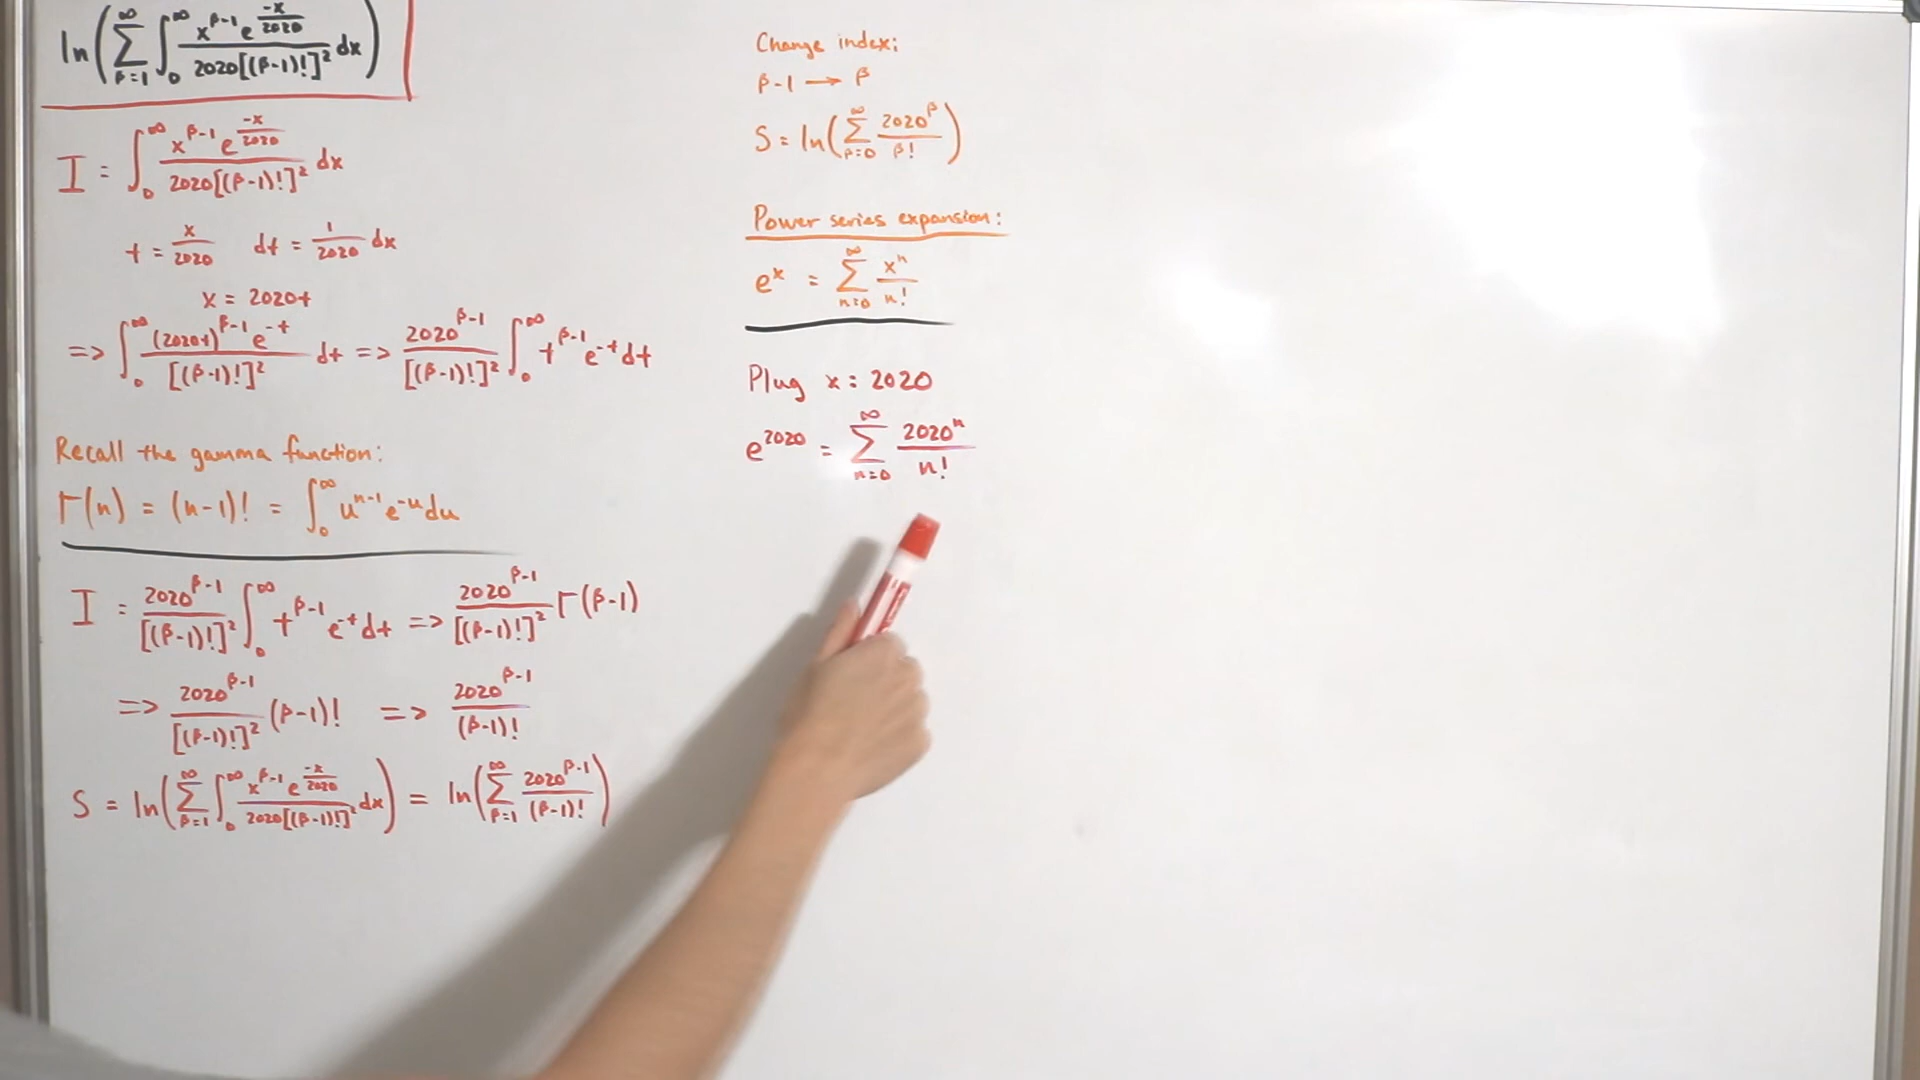 ln(∑_{β=1}^{∞} ∫_0^∞ x^{β-1} e^{-x/2020} / 2020[(β-1)!]² dx)
I = ∫_0^∞ x^{β-1} e^{-x/2020} / 2020[(β-1)!]² dx
t = x/2020   dt = 1/2020 dx
x = 2020t
=> ∫_0^∞ (2020t)^{β-1} e^{-t} / [(β-1)!]² dt => 2020^{β-1} / [(β-1)!]² ∫_0^∞ t^{β-1} e^{-t} dt
Recall the gamma function:
Γ(n) = (n-1)! = ∫_0^∞ u^{n-1} e^{-u} du
I = 2020^{β-1} / [(β-1)!]² ∫_0^∞ t^{β-1} e^{-t} dt => 2020^{β-1} / [(β-1)!]² Γ(β-1)
=> 2020^{β-1} / [(β-1)!]² (β-1)! => 2020^{β-1} / (β-1)!
S = ln(∑_{β=1}^{∞} ∫_0^∞ x^{β-1} e^{-x/2020} / 2020[(β-1)!]² dx) = ln(∑_{β=1}^{∞} 2020^{β-1} / (β-1)!)
Change index:
β-1 → β
S = ln(∑_{β=0}^{∞} 2020^β / β!)
Power series expansion:
e^x = ∑_{n=0}^{∞} x^n / n!
Plug x = 2020
e^{2020} = ∑_{n=0}^{∞} 2020^n / n!